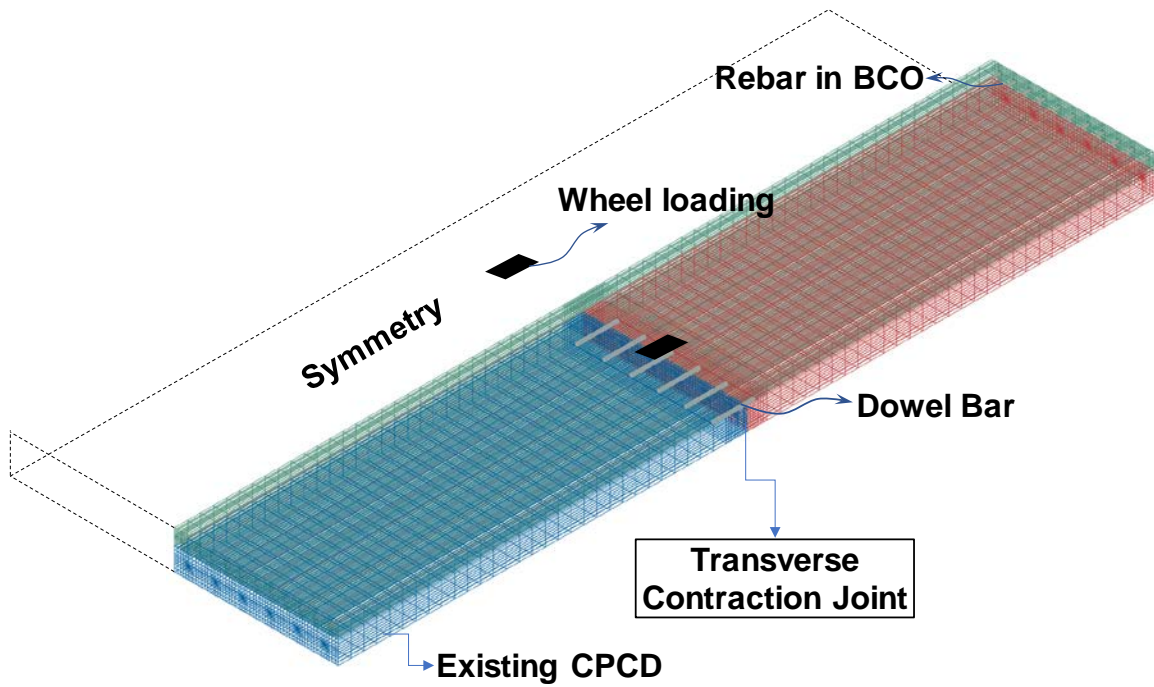 Rebar in BCO
Wheel loading
Symmetry
Dowel Bar
Transverse
Contraction Joint
Existing CPCD